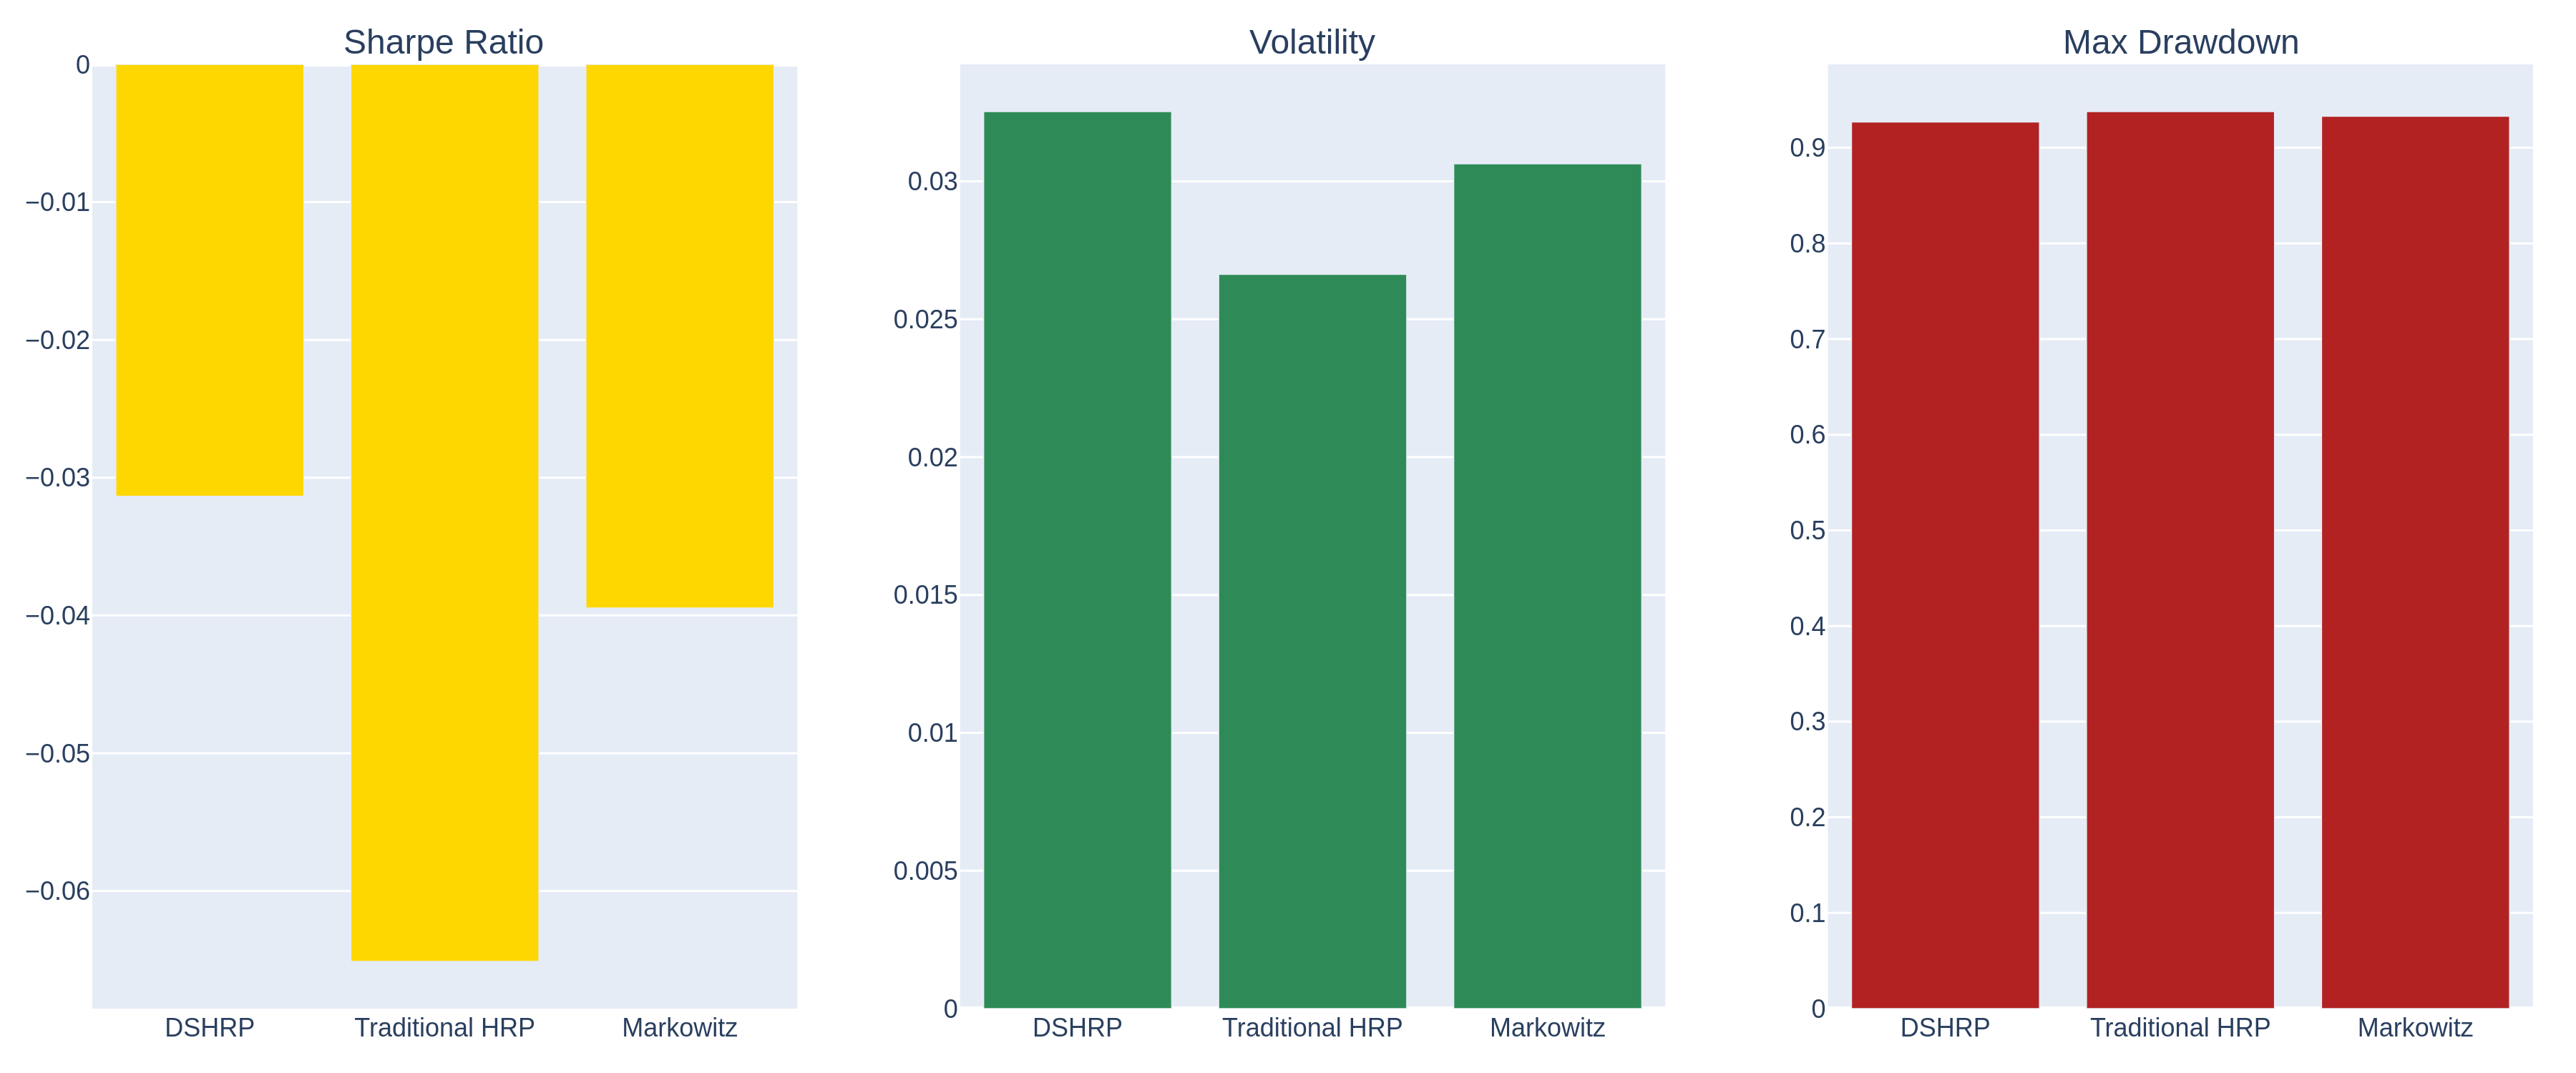 Sharpe Ratio
0
−0.01
−0.02
−0.03
−0.04
−0.05
−0.06
DSHRP
Traditional HRP
Markowitz
Volatility
0.03
0.025
0.02
0.015
0.01
0.005
0
DSHRP
Traditional HRP
Markowitz
Max Drawdown
0.9
0.8
0.7
0.6
0.5
0.4
0.3
0.2
0.1
0
DSHRP
Traditional HRP
Markowitz